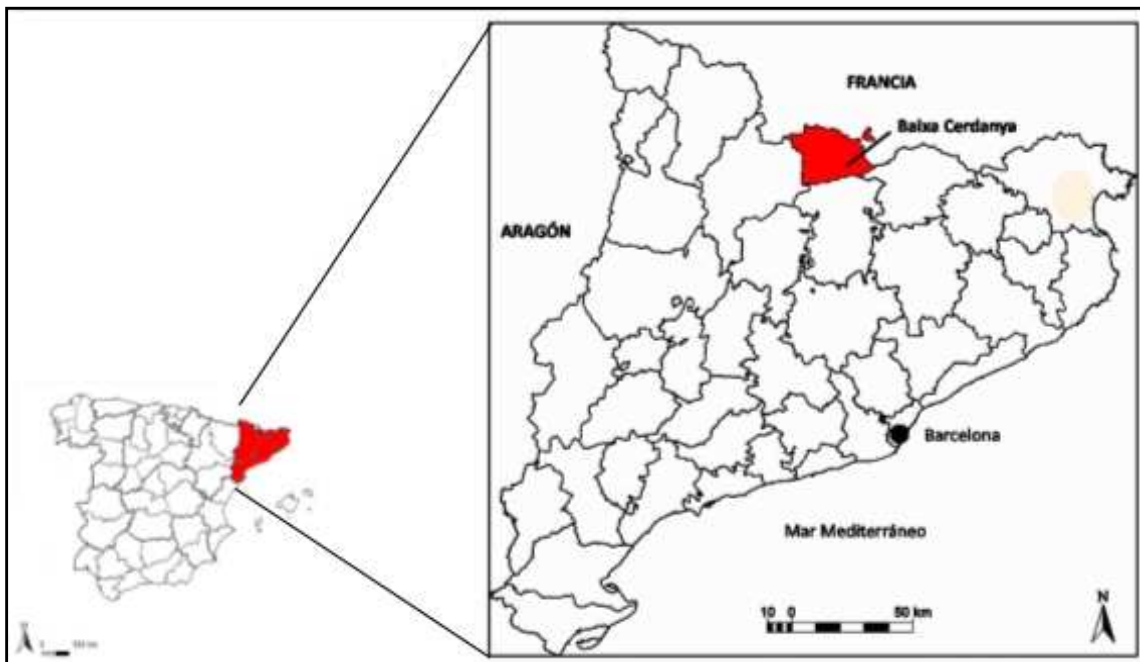 FRANCIA
Baixa Cerdanya
ARAGÓN
Barcelona
Mar Mediterráneo
N
10 0 50 km